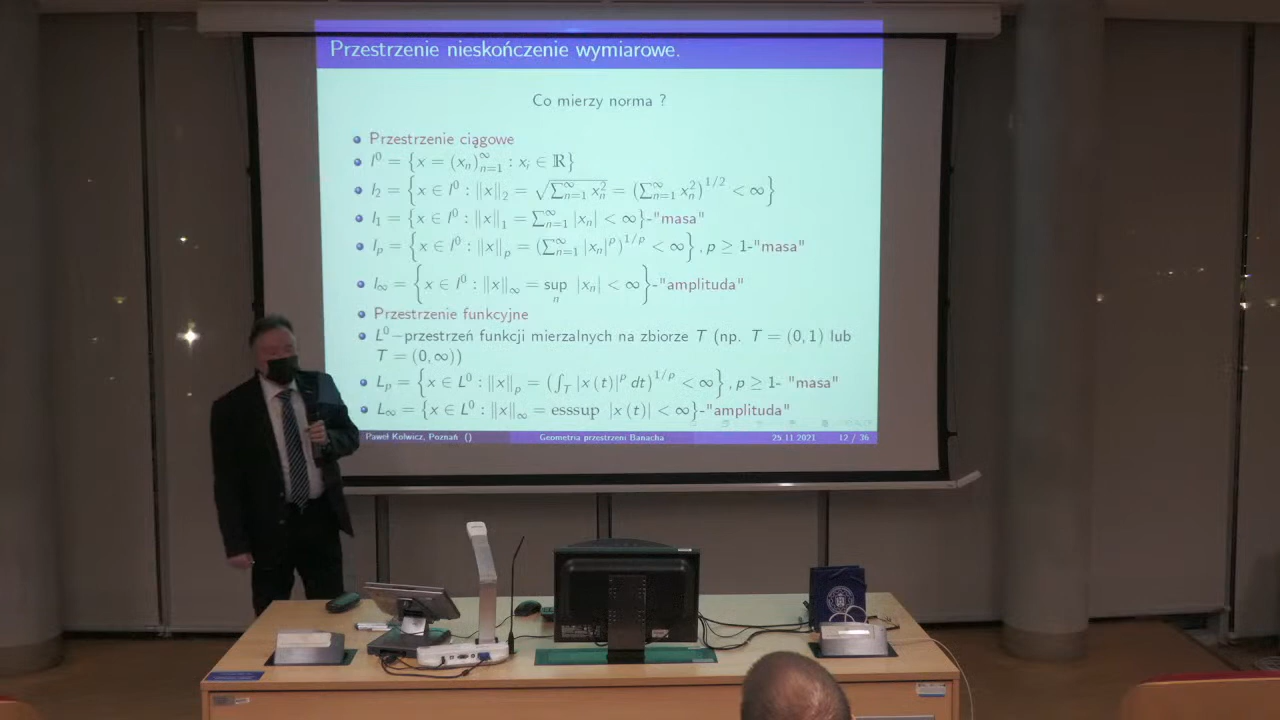 Przestrzenie nieskończenie wymiarowe.
Co mierzy norma ?
Przestrzenie ciągowe
l⁰ = {x = (xₙ)ₙ₌₁^∞ : xᵢ ∈ ℝ}
l₂ = {x ∈ l⁰ : ‖x‖₂ = √(∑ₙ₌₁^∞ xₙ²) = (∑ₙ₌₁^∞ xₙ²)^{1/2} < ∞}
l₁ = {x ∈ l⁰ : ‖x‖₁ = ∑ₙ₌₁^∞ |xₙ| < ∞}-"masa"
lₚ = {x ∈ l⁰ : ‖x‖ₚ = (∑ₙ₌₁^∞ |xₙ|ᵖ)^{1/p} < ∞}, p ≥ 1-"masa"
l_∞ = {x ∈ l⁰ : ‖x‖_∞ = sup_n |xₙ| < ∞}-"amplituda"
Przestrzenie funkcyjne
L⁰−przestrzeń funkcji mierzalnych na zbiorze T (np. T = (0, 1) lub
T = (0, ∞))
Lₚ = {x ∈ L⁰ : ‖x‖ₚ = (∫_T |x (t)|ᵖ dt)^{1/p} < ∞}, p ≥ 1- "masa"
L_∞ = {x ∈ L⁰ : ‖x‖_∞ = esssup |x (t)| < ∞}-"amplituda"
Paweł Kolwicz, Poznań () Geometria przestrzeni Banacha 25.11.2021 12 / 36